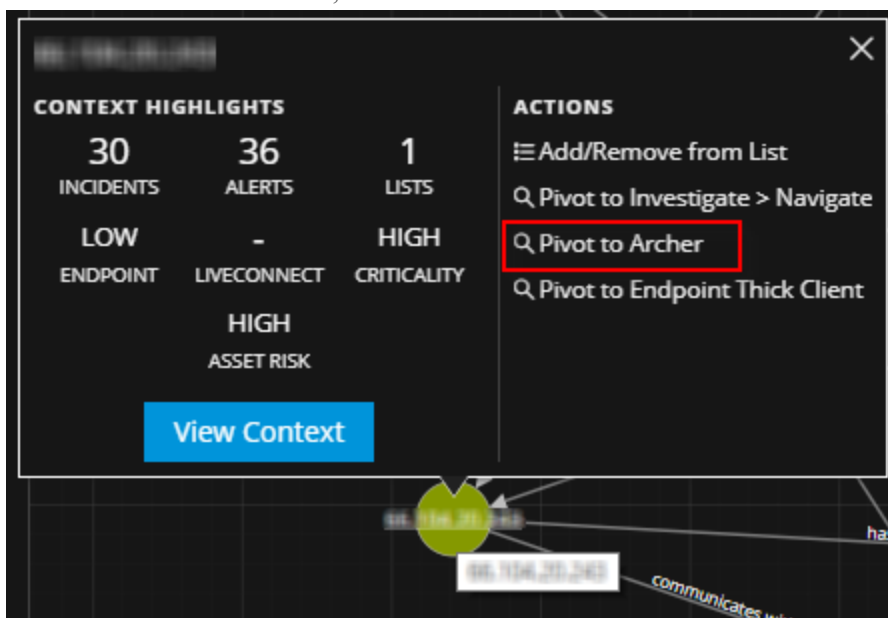 CONTEXT HIGHLIGHTS
30
INCIDENTS
36
ALERTS
1
LISTS
LOW
ENDPOINT
-
LIVECONNECT
HIGH
CRITICALITY
HIGH
ASSET RISK
View Context
ACTIONS
Add/Remove from List
Pivot to Investigate > Navigate
Pivot to Archer
Pivot to Endpoint Thick Client
has
communicates